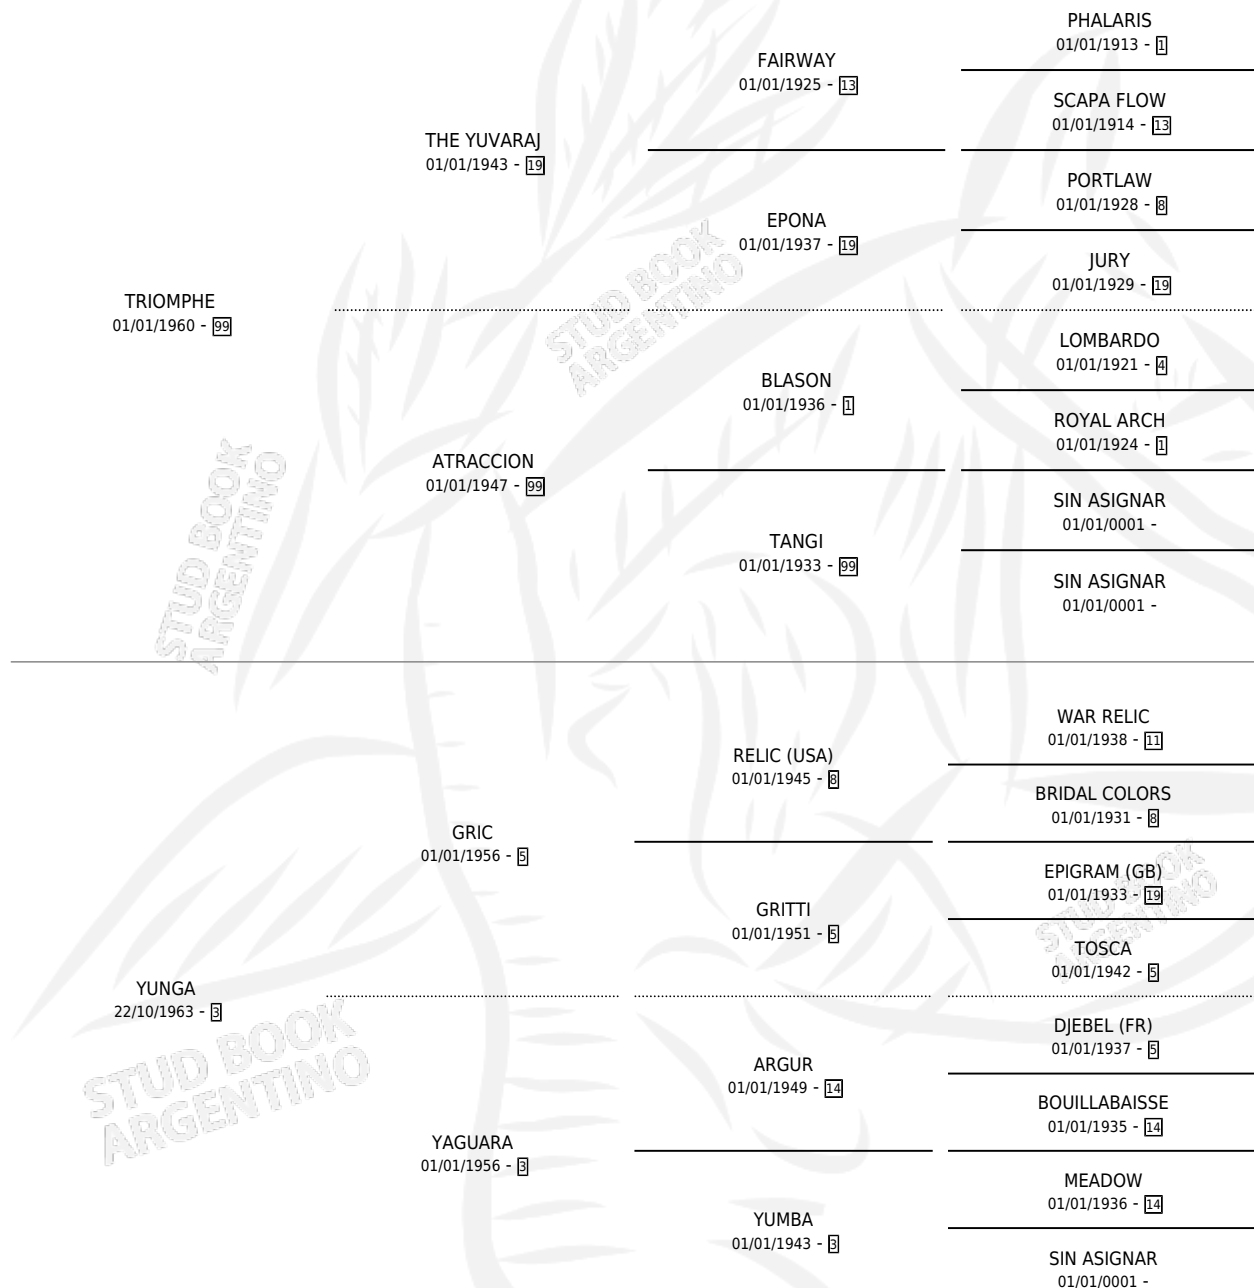 PHALARIS
01/01/1913 - 1
FAIRWAY
01/01/1925 - 13
SCAPA FLOW
01/01/1914 - 13
THE YUVARAJ
01/01/1943 - 19
PORTLAW
01/01/1928 - 8
EPONA
01/01/1937 - 19
JURY
01/01/1929 - 19
TRIOMPHE
01/01/1960 - 99
LOMBARDO
01/01/1921 - 4
BLASON
01/01/1936 - 1
ROYAL ARCH
01/01/1924 - 1
ATRACCION
01/01/1947 - 99
SIN ASIGNAR
01/01/0001 -
TANGI
01/01/1933 - 99
SIN ASIGNAR
01/01/0001 -
WAR RELIC
01/01/1938 - 11
RELIC (USA)
01/01/1945 - 8
BRIDAL COLORS
01/01/1931 - 8
GRIC
01/01/1956 - 5
EPIGRAM (GB)
01/01/1933 - 19
GRITTI
01/01/1951 - 5
TOSCA
01/01/1942 - 5
YUNGA
22/10/1963 - 3
DJEBEL (FR)
01/01/1937 - 5
ARGUR
01/01/1949 - 14
BOUILLABAISSE
01/01/1935 - 14
YAGUARA
01/01/1956 - 3
MEADOW
01/01/1936 - 14
YUMBA
01/01/1943 - 3
SIN ASIGNAR
01/01/0001 -
STUD BOOK
ARGENTINO
STUD BOOK
ARGENTINO
STUD BOOK
ARGENTINO
STUD BOOK
ARGENTINO